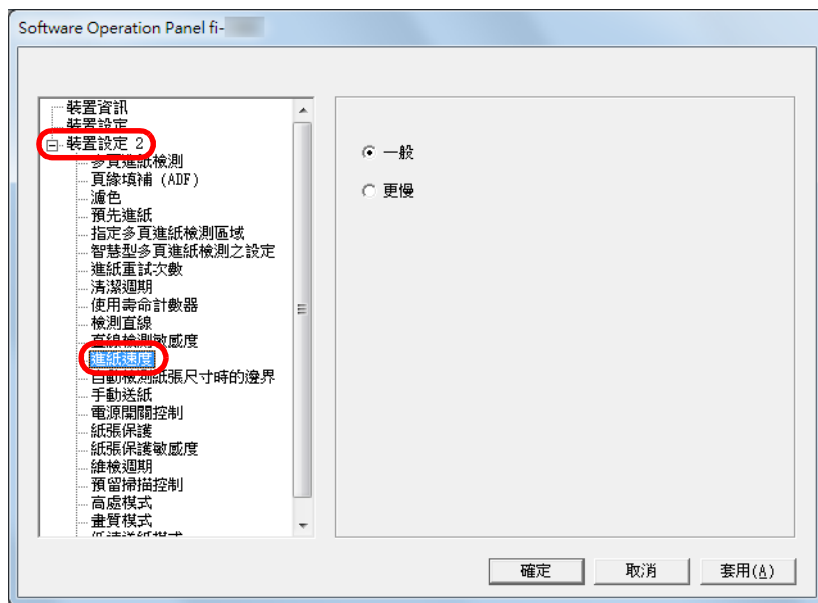 Software Operation Panel fi-
裝置資訊
裝置設定
裝置設定 2
多頁進紙檢測
頁緣填補 (ADF)
濾色
預先進紙
指定多頁進紙檢測區域
智慧型多頁進紙檢測之設定
進紙重試次數
清潔週期
使用壽命計數器
檢測直線
直線檢測敏感度
進紙速度
自動檢測紙張尺寸時的邊界
手動送紙
電源開關控制
紙張保護
紙張保護敏感度
維檢週期
預留掃描控制
高處模式
畫質模式
一般
更慢
確定
取消
套用(A)